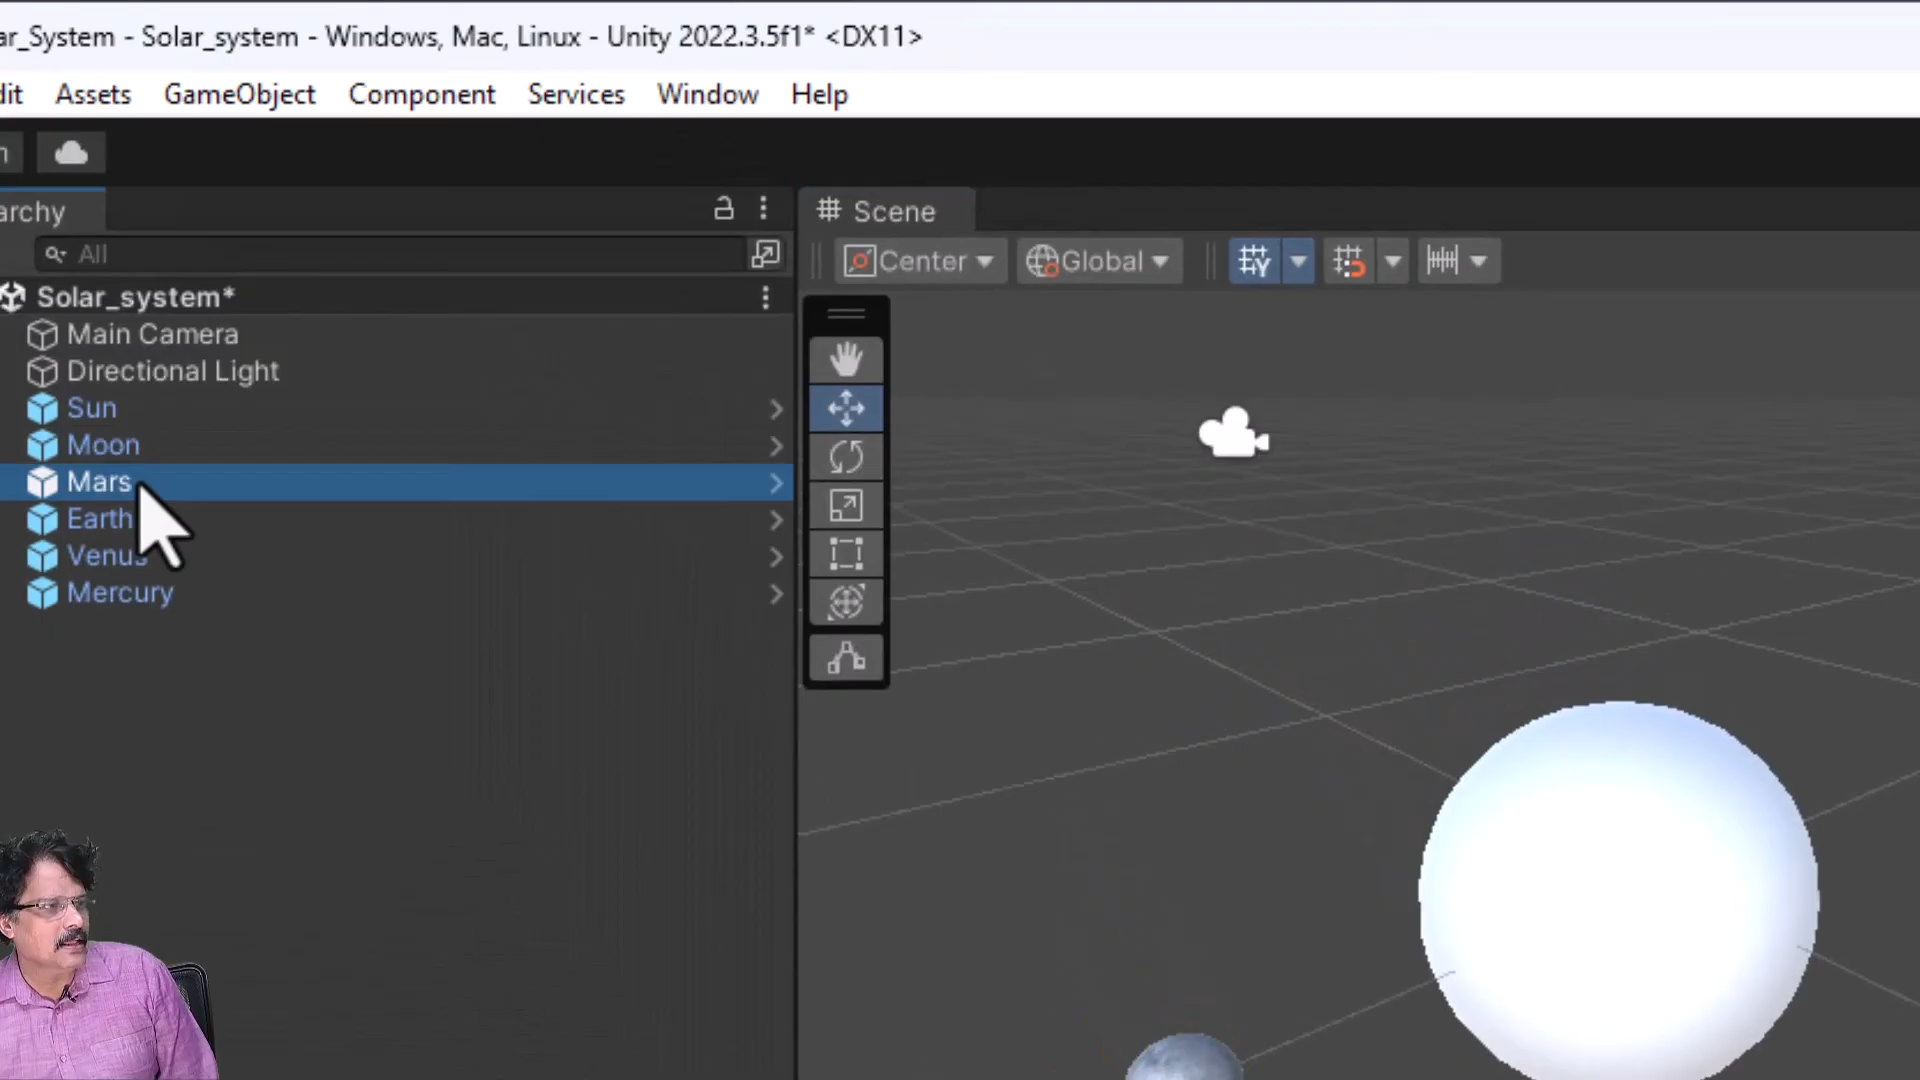 ar_System - Solar_system - Windows, Mac, Linux - Unity 2022.3.5f1* <DX11>
dit Assets GameObject Component Services Window Help
archy
Scene
All
Center Global
Solar_system*
Main Camera
Directional Light
Sun
Moon
Mars
Earth
Venus
Mercury